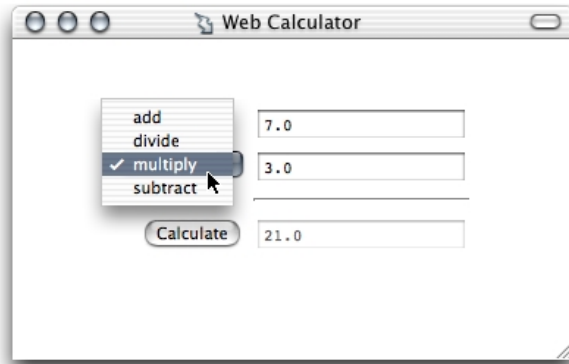 Web Calculator
add
7.0
divide
✓ multiply
3.0
subtract
Calculate
21.0